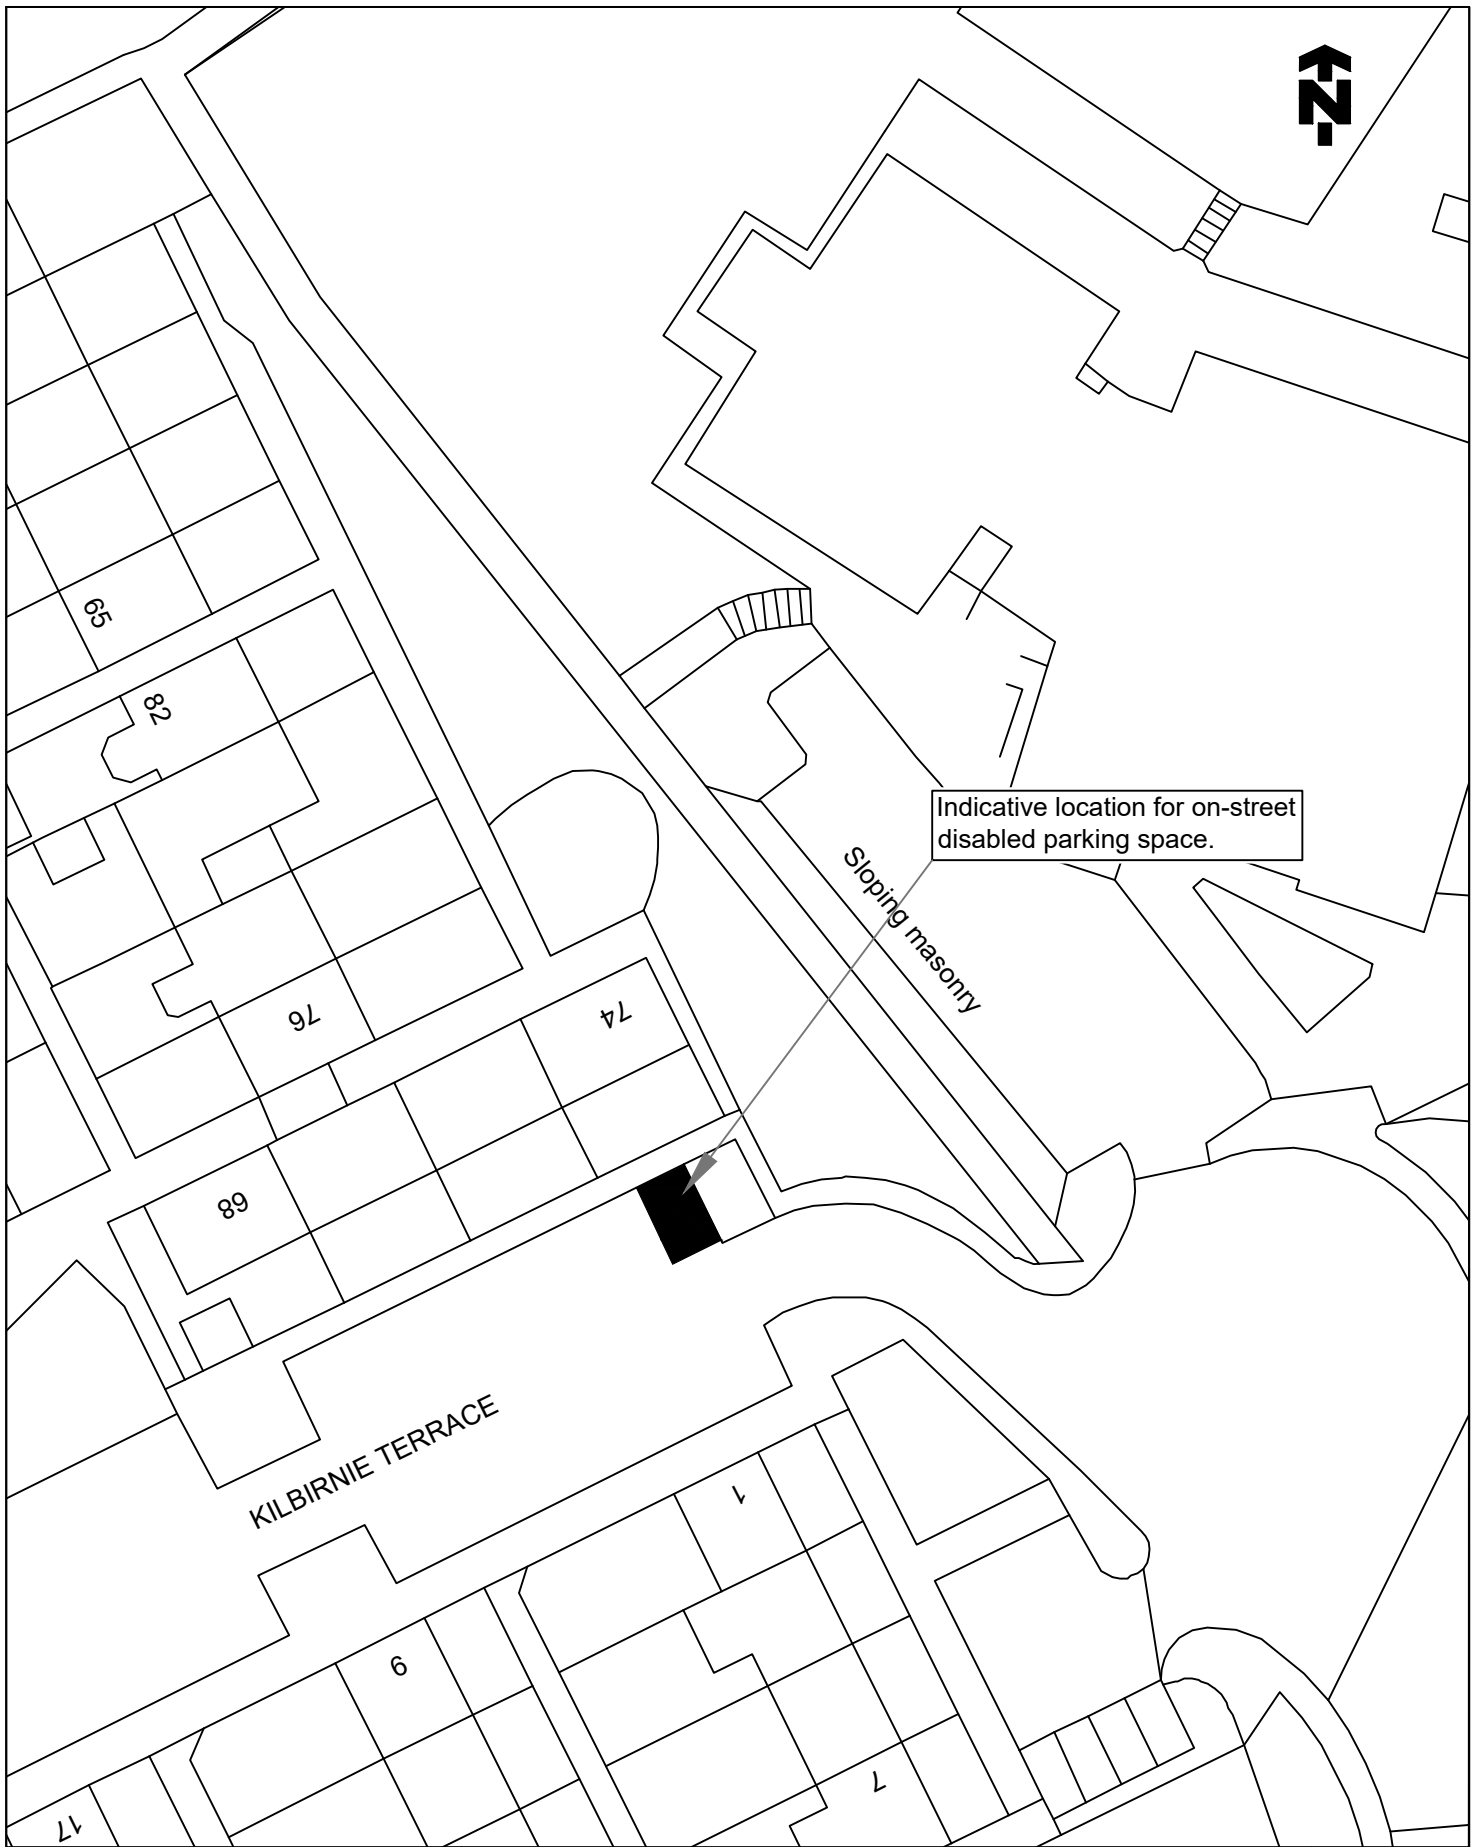 N
65
82
Indicative location for on-street
disabled parking space.
Sloping masonry
76
74
68
KILBIRNIE TERRACE
1
9
7
17